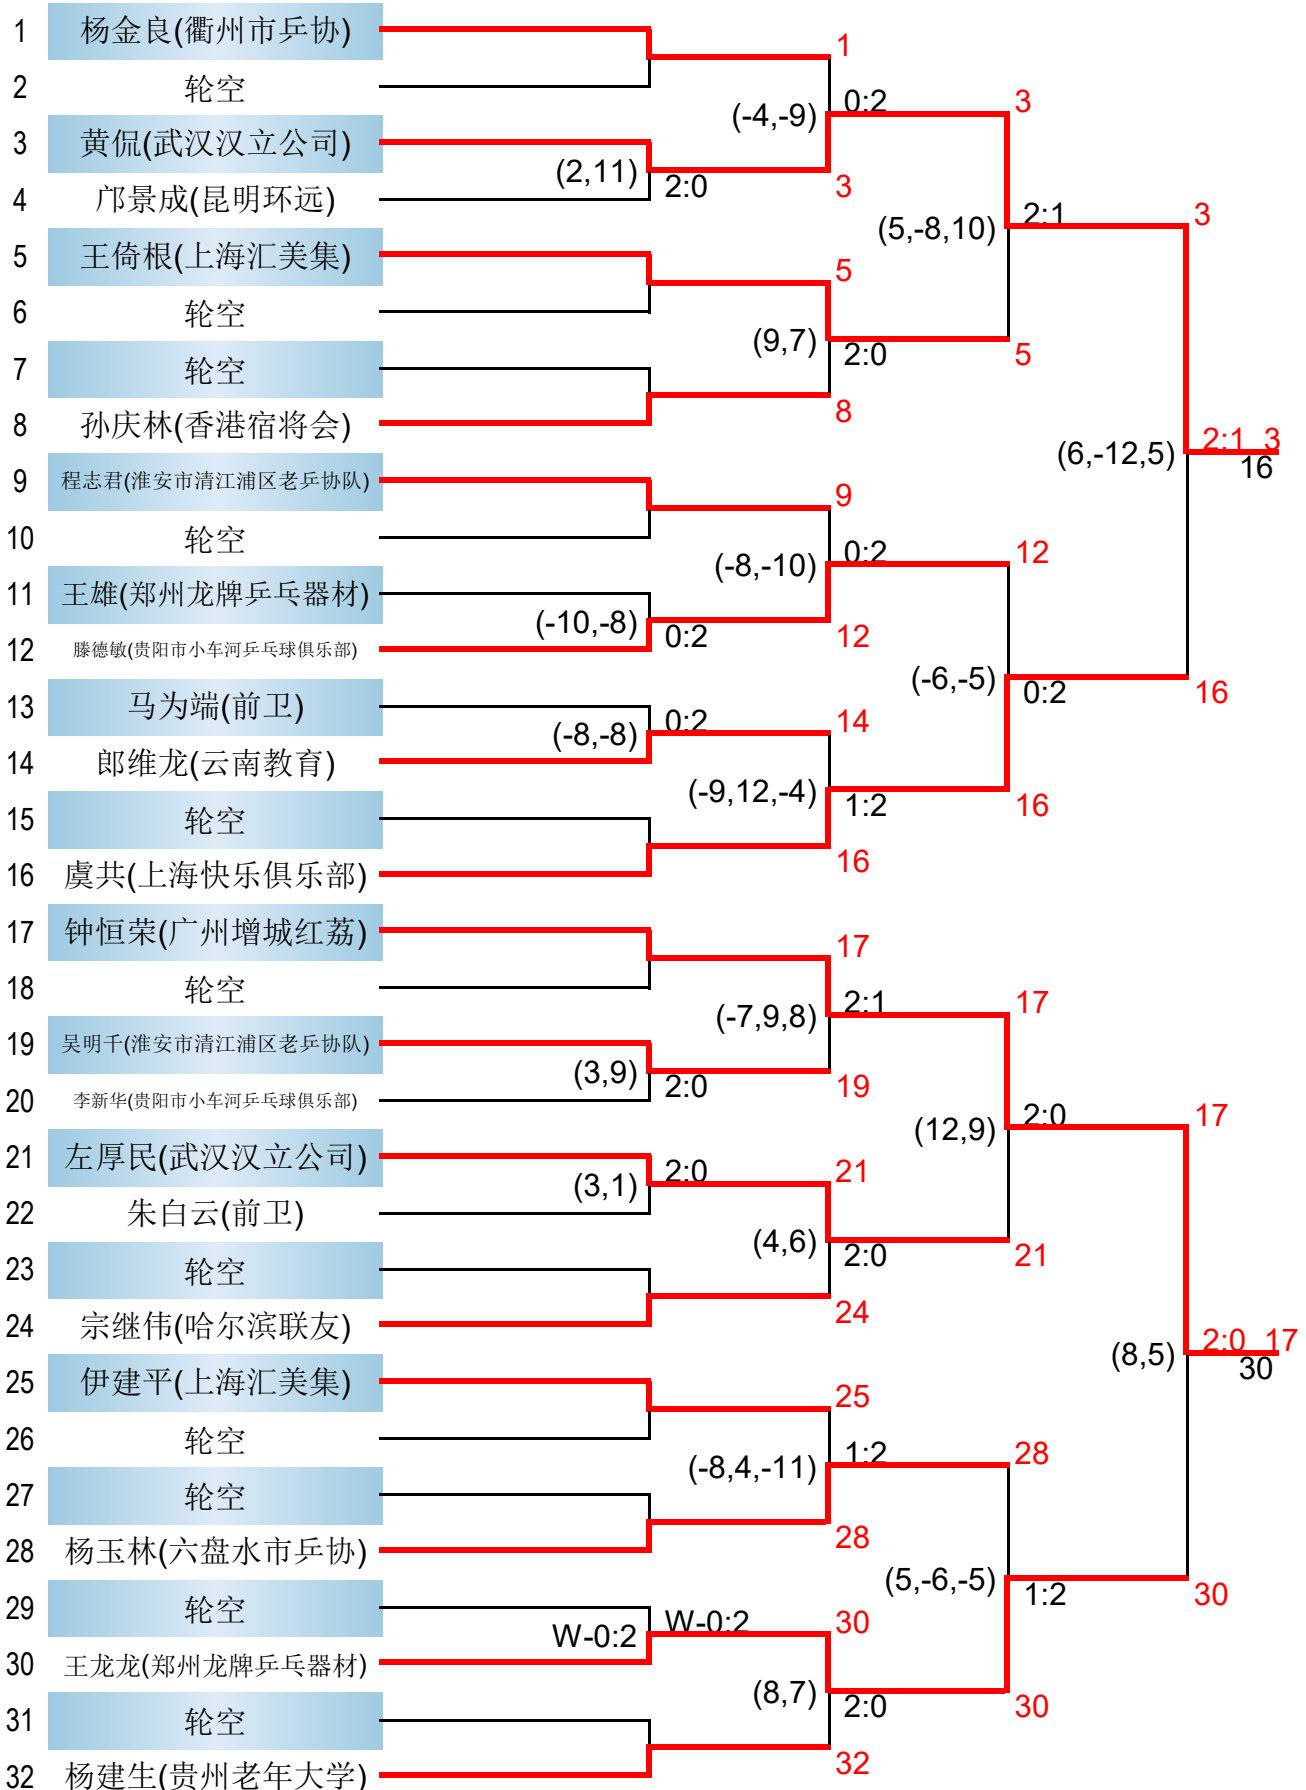 1 杨金良(衢州市乒协)
1
2 轮空
(-4,-9) 0:2 3
3 黄侃(武汉汉立公司)
(2,11) 2:0 3
4 邝景成(昆明环远)
(5,-8,10) 2:1 3
5 王倚根(上海汇美集)
5
6 轮空
(9,7) 2:0 5
7 轮空
8 孙庆林(香港宿将会)
8
(6,-12,5) 2:1 3
16
9 程志君(淮安市清江浦区老乒协队)
9
10 轮空
(-8,-10) 0:2 12
11 王雄(郑州龙牌乒乓器材)
(-10,-8) 0:2 12
12 滕德敏(贵阳市小车河乒乓球俱乐部)
(-6,-5) 0:2 16
13 马为端(前卫)
(-8,-8) 0:2 14
14 郎维龙(云南教育)
(-9,12,-4) 1:2 16
15 轮空
16 虞共(上海快乐俱乐部)
16
17 钟恒荣(广州增城红荔)
17
18 轮空
(-7,9,8) 2:1 17
19 吴明千(淮安市清江浦区老乒协队)
(3,9) 2:0 19
20 李新华(贵阳市小车河乒乓球俱乐部)
(12,9) 2:0 17
21 左厚民(武汉汉立公司)
(3,1) 2:0 21
22 朱白云(前卫)
(4,6) 2:0 21
23 轮空
24 宗继伟(哈尔滨联友)
24
(8,5) 2:0 17
30
25 伊建平(上海汇美集)
25
26 轮空
(-8,4,-11) 1:2 28
27 轮空
28 杨玉林(六盘水市乒协)
28
(5,-6,-5) 1:2 30
29 轮空
W-0:2 W-0:2 30
30 王龙龙(郑州龙牌乒乓器材)
(8,7) 2:0 30
31 轮空
32 杨建生(贵州老年大学)
32